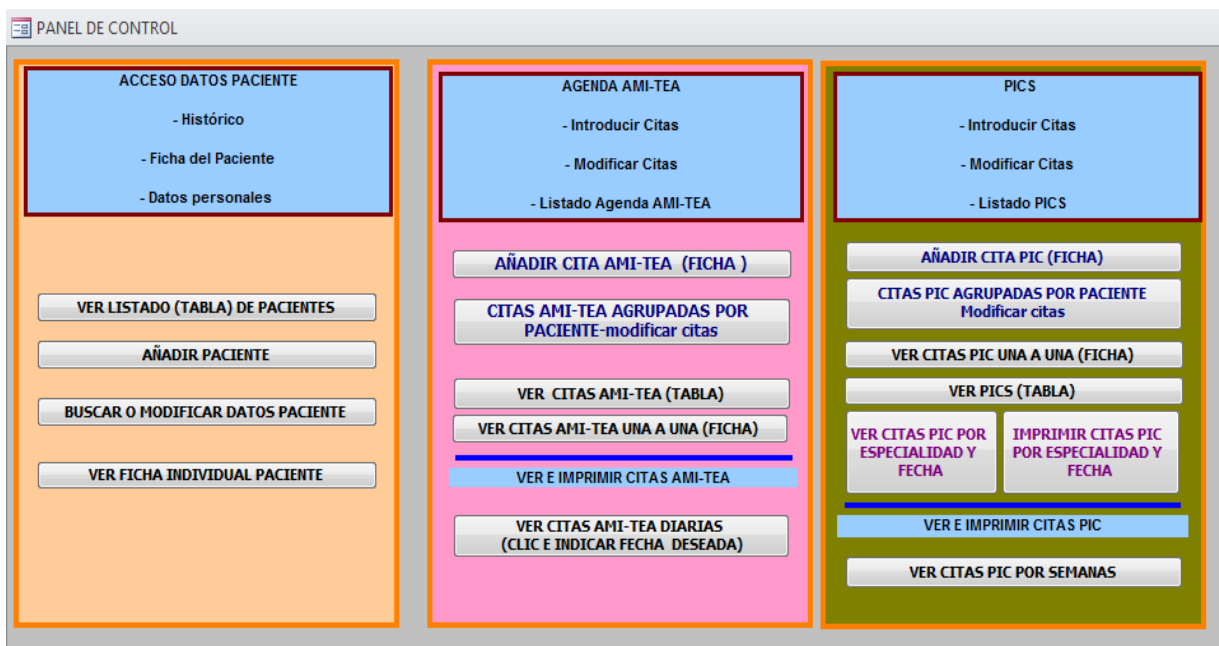 PANEL DE CONTROL
ACCESO DATOS PACIENTE
- Histórico
- Ficha del Paciente
- Datos personales
VER LISTADO (TABLA) DE PACIENTES
AÑADIR PACIENTE
BUSCAR O MODIFICAR DATOS PACIENTE
VER FICHA INDIVIDUAL PACIENTE
AGENDA AMI-TEA
- Introducir Citas
- Modificar Citas
- Listado Agenda AMI-TEA
AÑADIR CITA AMI-TEA (FICHA )
CITAS AMI-TEA AGRUPADAS POR
PACIENTE-modificar citas
VER CITAS AMI-TEA (TABLA)
VER CITAS AMI-TEA UNA A UNA (FICHA)
VER E IMPRIMIR CITAS AMI-TEA
VER CITAS AMI-TEA DIARIAS
(CLIC E INDICAR FECHA DESEADA)
PICS
- Introducir Citas
- Modificar Citas
- Listado PICS
AÑADIR CITA PIC (FICHA)
CITAS PIC AGRUPADAS POR PACIENTE
Modificar citas
VER CITAS PIC UNA A UNA (FICHA)
VER PICS (TABLA)
VER CITAS PIC POR
ESPECIALIDAD Y
FECHA
IMPRIMIR CITAS PIC
POR ESPECIALIDAD Y
FECHA
VER E IMPRIMIR CITAS PIC
VER CITAS PIC POR SEMANAS